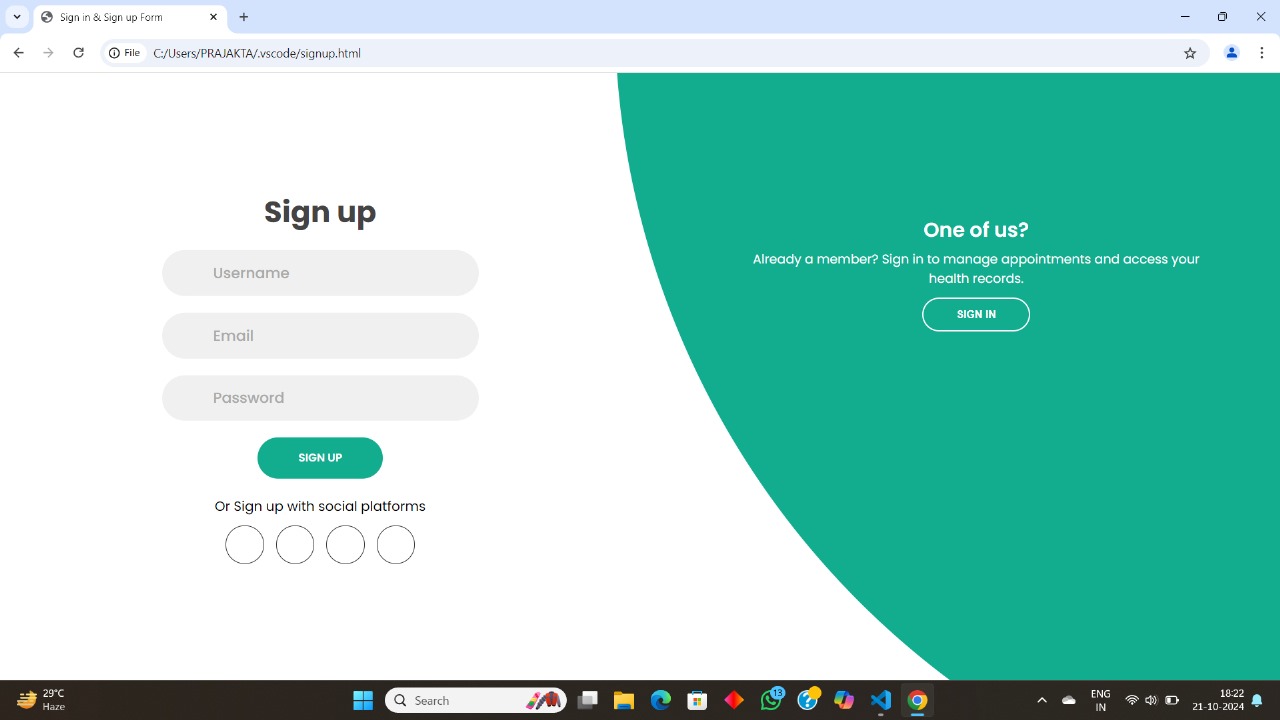 Sign in & Sign up Form
File C:/Users/PRAJAKTA/.vscode/signup.html
Sign up
Username
Email
Password
SIGN UP
Or Sign up with social platforms
One of us?
Already a member? Sign in to manage appointments and access your
health records.
SIGN IN
29°C
Haze
Search
13
ENG
IN
18:22
21-10-2024